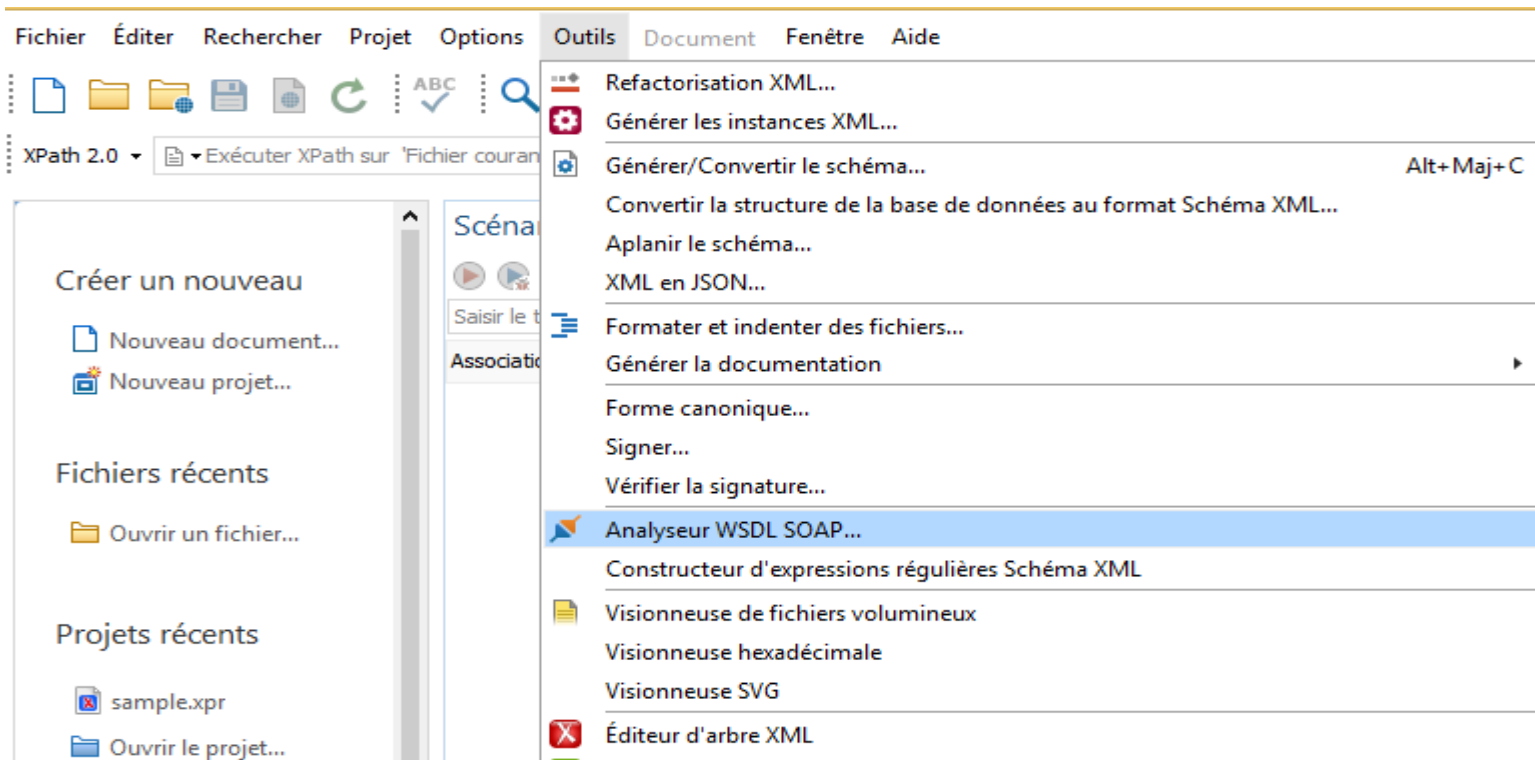 Fichier Éditer Rechercher Projet Options Outils Document Fenêtre Aide
ABC
XPath 2.0 Exécuter XPath sur 'Fichier couran
Créer un nouveau
Nouveau document...
Nouveau projet...
Fichiers récents
Ouvrir un fichier...
Projets récents
sample.xpr
Ouvrir le projet...
Scénar
Saisir le t
Associatio
Refactorisation XML...
Générer les instances XML...
Générer/Convertir le schéma... Alt+Maj+C
Convertir la structure de la base de données au format Schéma XML...
Aplanir le schéma...
XML en JSON...
Formater et indenter des fichiers...
Générer la documentation
Forme canonique...
Signer...
Vérifier la signature...
Analyseur WSDL SOAP...
Constructeur d'expressions régulières Schéma XML
Visionneuse de fichiers volumineux
Visionneuse hexadécimale
Visionneuse SVG
Éditeur d'arbre XML